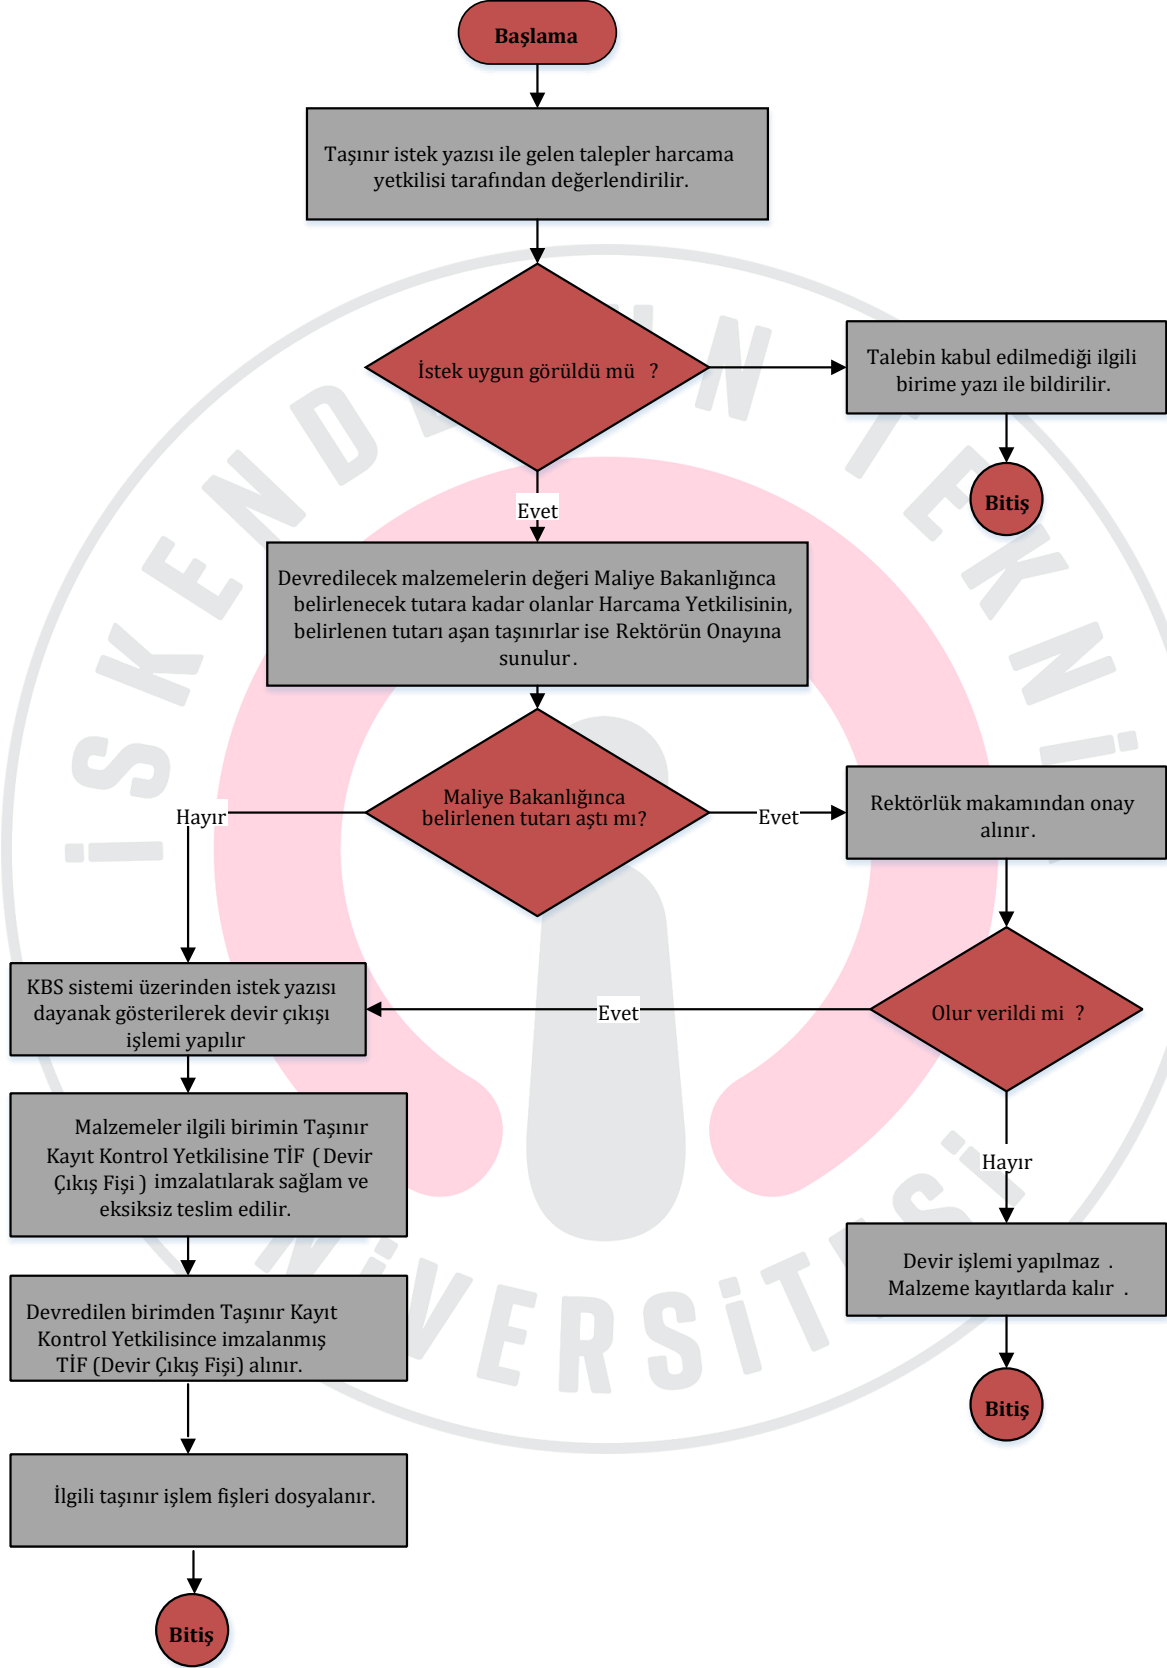 Başlama
Taşınır istek yazısı ile gelen talepler harcama
yetkilisi tarafından değerlendirilir.
İstek uygun görüldü mü ?
Talebin kabul edilmediği ilgili
birime yazı ile bildirilir.
Bitiş
Evet
Devredilecek malzemelerin değeri Maliye Bakanlığınca
belirlenecek tutara kadar olanlar Harcama Yetkilisinin,
belirlenen tutarı aşan taşınırlar ise Rektörün Onayına
sunulur.
Maliye Bakanlığınca
belirlenen tutarı aştı mı?
Hayır
Evet
Rektörlük makamından onay
alınır.
Olur verildi mi ?
Evet
KBS sistemi üzerinden istek yazısı
dayanak gösterilerek devir çıkışı
işlemi yapılır
Malzemeler ilgili birimin Taşınır
Kayıt Kontrol Yetkilisine TİF (Devir
Çıkış Fişi) imzalatılarak sağlam ve
eksiksiz teslim edilir.
Hayır
Devir işlemi yapılmaz .
Malzeme kayıtlarda kalır .
Bitiş
Devredilen birimden Taşınır Kayıt
Kontrol Yetkilisince imzalanmış
TİF (Devir Çıkış Fişi) alınır.
İlgili taşınır işlem fişleri dosyalanır.
Bitiş